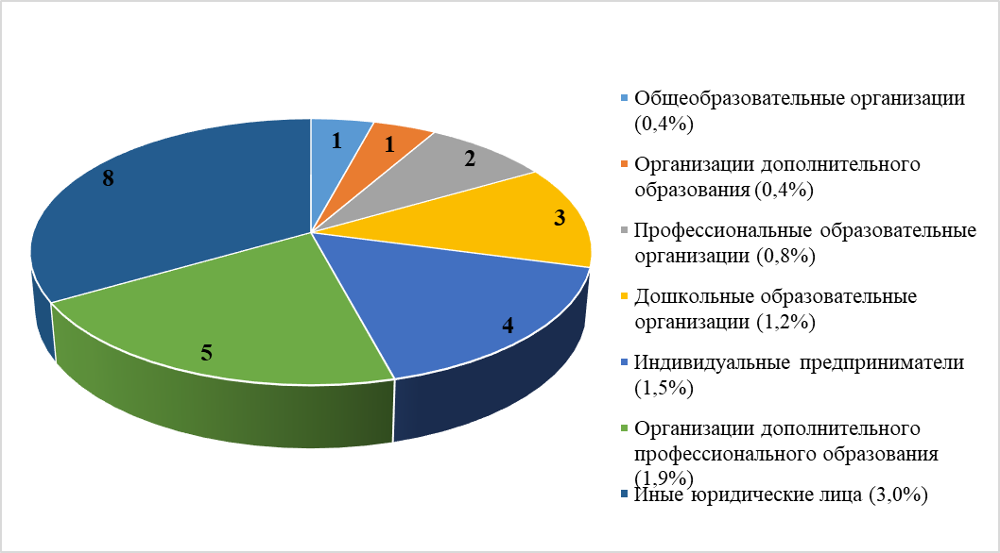 1
1
2
3
4
5
8
Общеобразовательные организации
(0,4%)
Организации дополнительного
образования (0,4%)
Профессиональные образовательные
организации (0,8%)
Дошкольные образовательные
организации (1,2%)
Индивидуальные предприниматели
(1,5%)
Организации дополнительного
профессионального образования
(1,9%)
Иные юридические лица (3,0%)